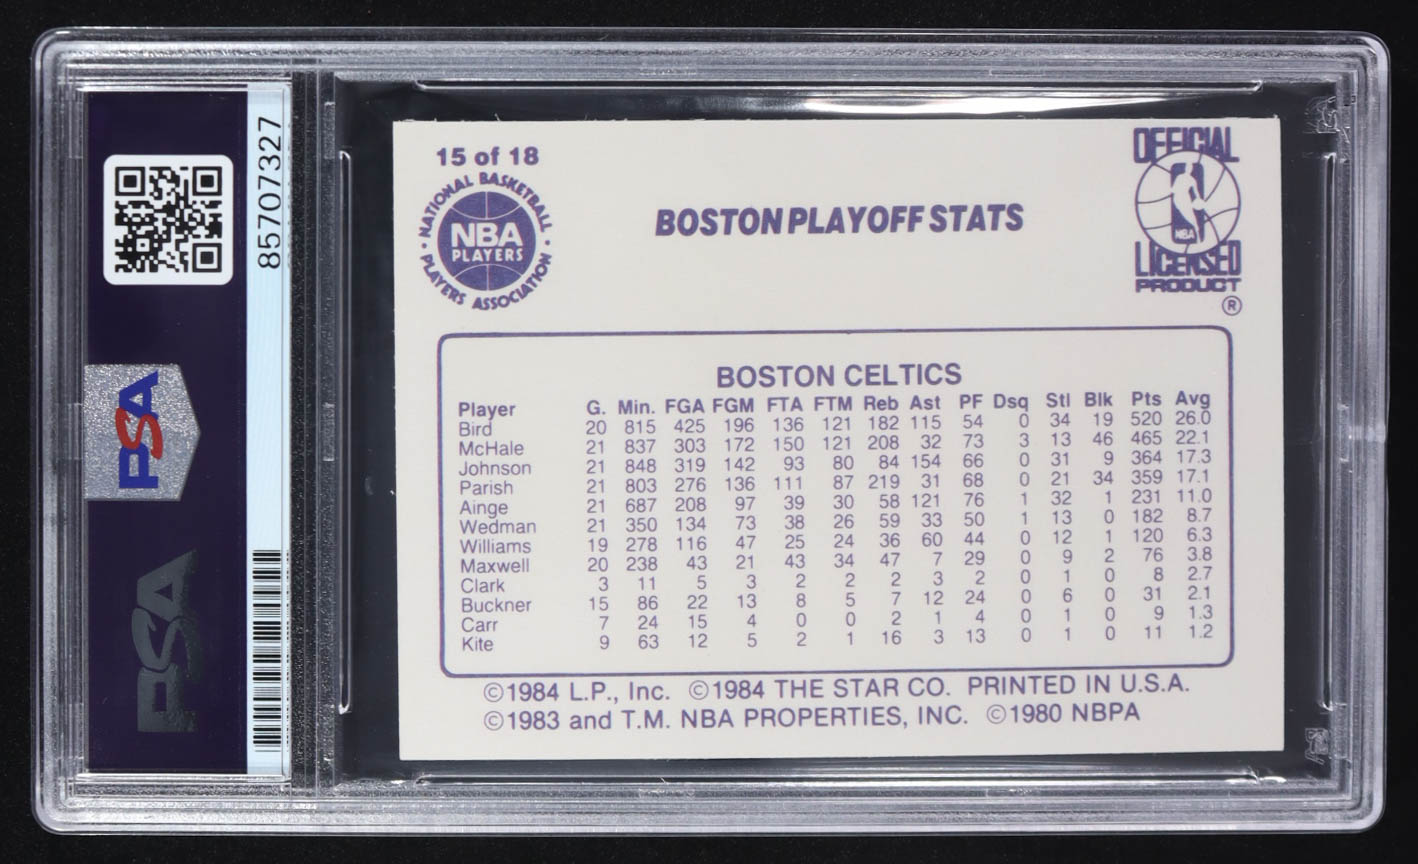 85707327
PSA
PSA
15 of 18
NATIONAL BASKETBALL
NBA
PLAYERS
PLAYERS ASSOCIATION
BOSTON PLAYOFF STATS
OFFICIAL
NBA
LICENSED
PRODUCT
®
BOSTON CELTICS
Player G. Min. FGA FGM FTA FTM Reb Ast PF Dsq Stl Blk Pts Avg
Bird 20 815 425 196 136 121 182 115 54 0 34 19 520 26.0
McHale 21 837 303 172 150 121 208 32 73 3 13 46 465 22.1
Johnson 21 848 319 142 93 80 84 154 66 0 31 9 364 17.3
Parish 21 803 276 136 111 87 219 31 68 0 21 34 359 17.1
Ainge 21 687 208 97 39 30 58 121 76 1 32 1 231 11.0
Wedman 21 350 134 73 38 26 59 33 50 1 13 0 182 8.7
Williams 19 278 116 47 25 24 36 60 44 0 12 1 120 6.3
Maxwell 20 238 43 21 43 34 47 7 29 0 9 2 76 3.8
Clark 3 11 5 3 2 2 2 3 2 0 1 0 8 2.7
Buckner 15 86 22 13 8 5 7 12 24 0 6 0 31 2.1
Carr 7 24 15 4 0 0 2 1 4 0 1 0 9 1.3
Kite 9 63 12 5 2 1 16 3 13 0 1 0 11 1.2
©1984 L.P., Inc. ©1984 THE STAR CO. PRINTED IN U.S.A.
©1983 and T.M. NBA PROPERTIES, INC. ©1980 NBPA